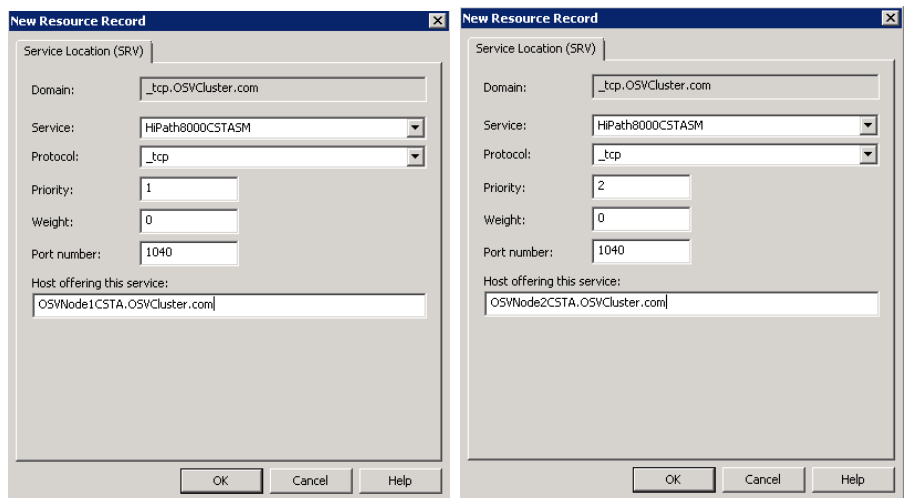 New Resource Record
Service Location (SRV)
Domain: _tcp.OSVCluster.com
Service: HiPath8000CSTASM
Protocol: _tcp
Priority: 1
Weight: 0
Port number: 1040
Host offering this service:
OSVNode1CSTA.OSVCluster.com
OK Cancel Help
New Resource Record
Service Location (SRV)
Domain: _tcp.OSVCluster.com
Service: HiPath8000CSTASM
Protocol: _tcp
Priority: 2
Weight: 0
Port number: 1040
Host offering this service:
OSVNode2CSTA.OSVCluster.com
OK Cancel Help